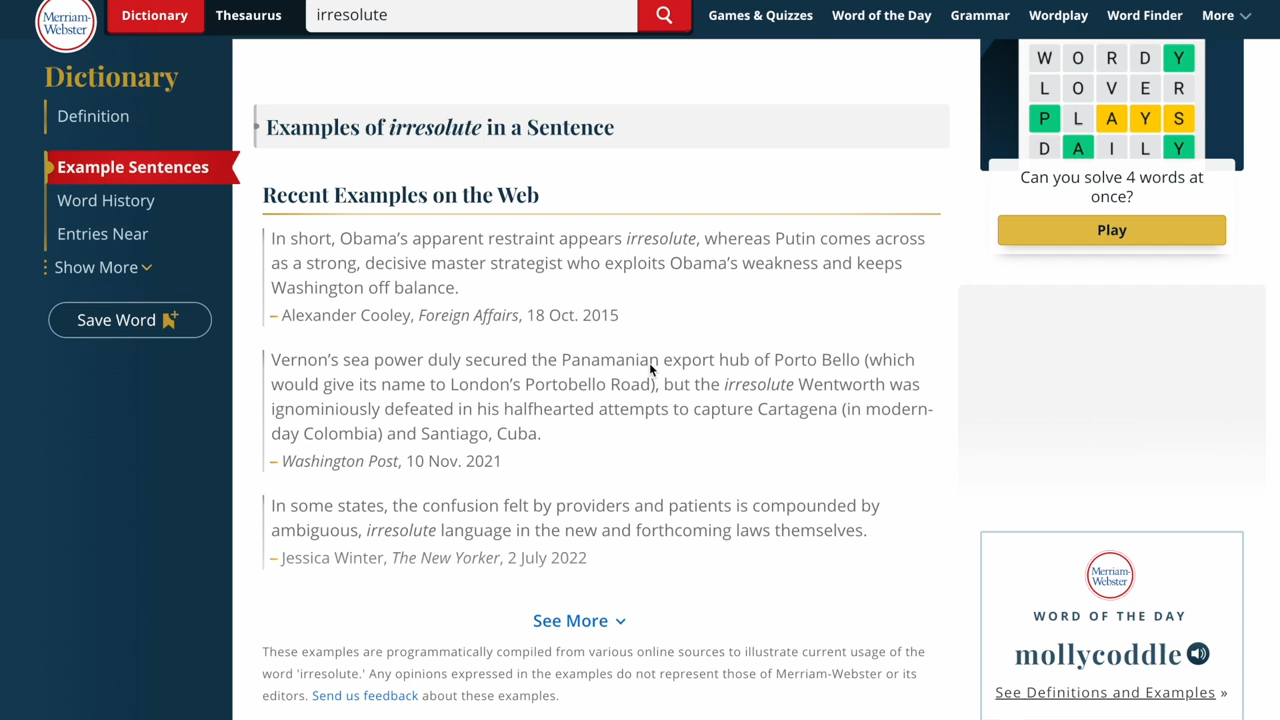 Merriam-
Webster
Dictionary
Thesaurus
irresolute
Games & Quizzes
Word of the Day
Grammar
Wordplay
Word Finder
More
Dictionary
Definition
Example Sentences
Word History
Entries Near
Show More
Save Word
Examples of irresolute in a Sentence
Recent Examples on the Web
In short, Obama’s apparent restraint appears irresolute, whereas Putin comes across
as a strong, decisive master strategist who exploits Obama’s weakness and keeps
Washington off balance.
– Alexander Cooley, Foreign Affairs, 18 Oct. 2015
Vernon’s sea power duly secured the Panamanian export hub of Porto Bello (which
would give its name to London’s Portobello Road), but the irresolute Wentworth was
ignominiously defeated in his halfhearted attempts to capture Cartagena (in modern-
day Colombia) and Santiago, Cuba.
– Washington Post, 10 Nov. 2021
In some states, the confusion felt by providers and patients is compounded by
ambiguous, irresolute language in the new and forthcoming laws themselves.
– Jessica Winter, The New Yorker, 2 July 2022
See More
These examples are programmatically compiled from various online sources to illustrate current usage of the
word 'irresolute.' Any opinions expressed in the examples do not represent those of Merriam-Webster or its
editors. Send us feedback about these examples.
W O R D Y
L O V E R
P L A Y S
D A I L Y
Can you solve 4 words at
once?
Play
Merriam-
Webster
WORD OF THE DAY
mollycoddle
See Definitions and Examples »